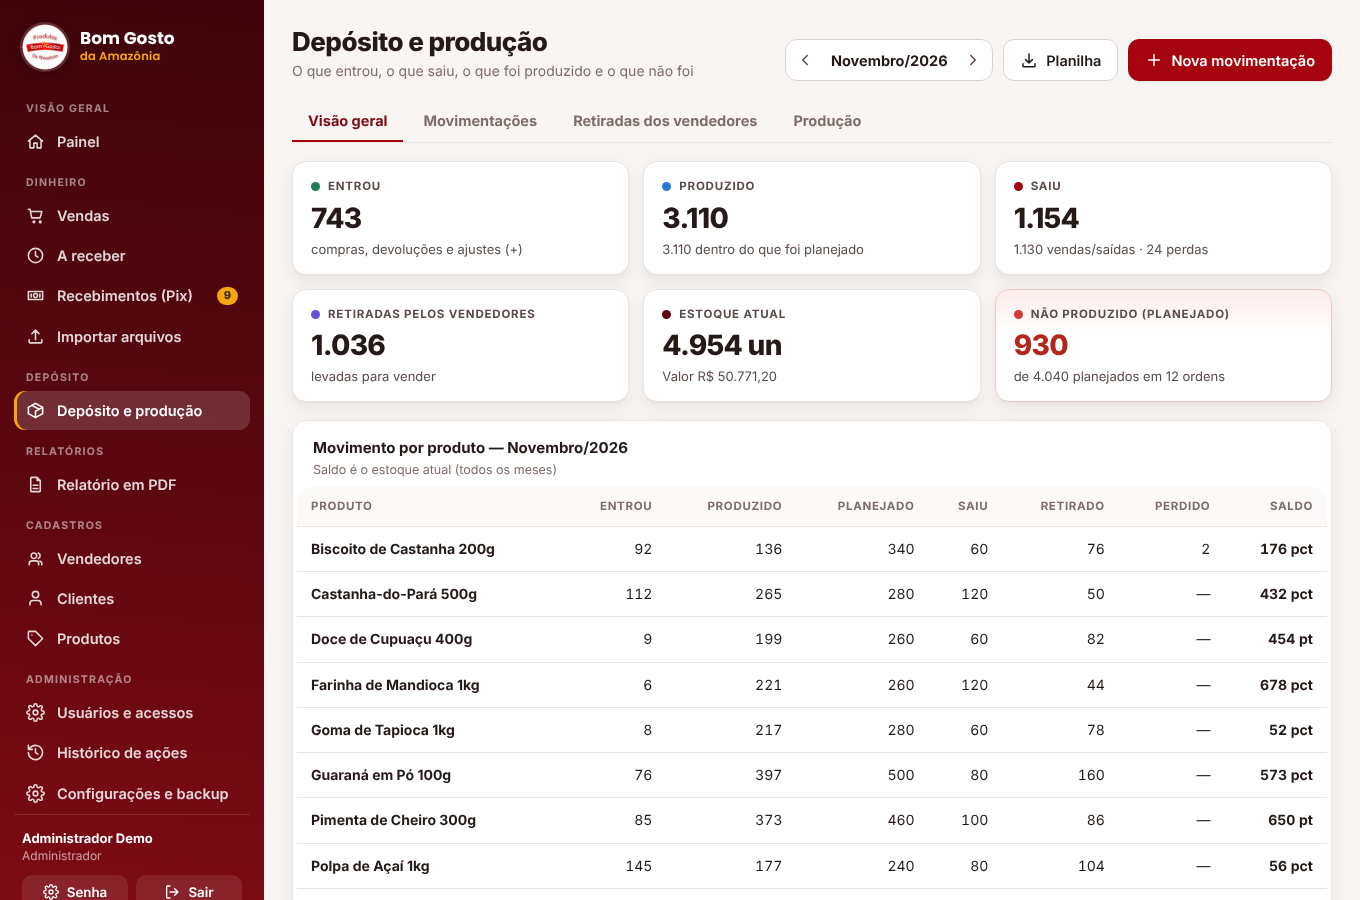 Produtos
Bom Gosto
Da Amazônia
Bom Gosto
da Amazônia
VISÃO GERAL
Painel
DINHEIRO
Vendas
A receber
Recebimentos (Pix) 9
Importar arquivos
DEPÓSITO
Depósito e produção
RELATÓRIOS
Relatório em PDF
CADASTROS
Vendedores
Clientes
Produtos
ADMINISTRAÇÃO
Usuários e acessos
Histórico de ações
Configurações e backup
Administrador Demo
Administrador
Senha Sair
Depósito e produção
O que entrou, o que saiu, o que foi produzido e o que não foi
Novembro/2026 Planilha Nova movimentação
Visão geral Movimentações Retiradas dos vendedores Produção
ENTROU
743
compras, devoluções e ajustes (+)
PRODUZIDO
3.110
3.110 dentro do que foi planejado
SAIU
1.154
1.130 vendas/saídas · 24 perdas
RETIRADAS PELOS VENDEDORES
1.036
levadas para vender
ESTOQUE ATUAL
4.954 un
Valor R$ 50.771,20
NÃO PRODUZIDO (PLANEJADO)
930
de 4.040 planejados em 12 ordens
Movimento por produto — Novembro/2026
Saldo é o estoque atual (todos os meses)
PRODUTO ENTROU PRODUZIDO PLANEJADO SAIU RETIRADO PERDIDO SALDO
Biscoito de Castanha 200g 92 136 340 60 76 2 176 pct
Castanha-do-Pará 500g 112 265 280 120 50 — 432 pct
Doce de Cupuaçu 400g 9 199 260 60 82 — 454 pt
Farinha de Mandioca 1kg 6 221 260 120 44 — 678 pct
Goma de Tapioca 1kg 8 217 280 60 78 — 52 pct
Guaraná em Pó 100g 76 397 500 80 160 — 573 pct
Pimenta de Cheiro 300g 85 373 460 100 86 — 650 pt
Polpa de Açaí 1kg 145 177 240 80 104 — 56 pct